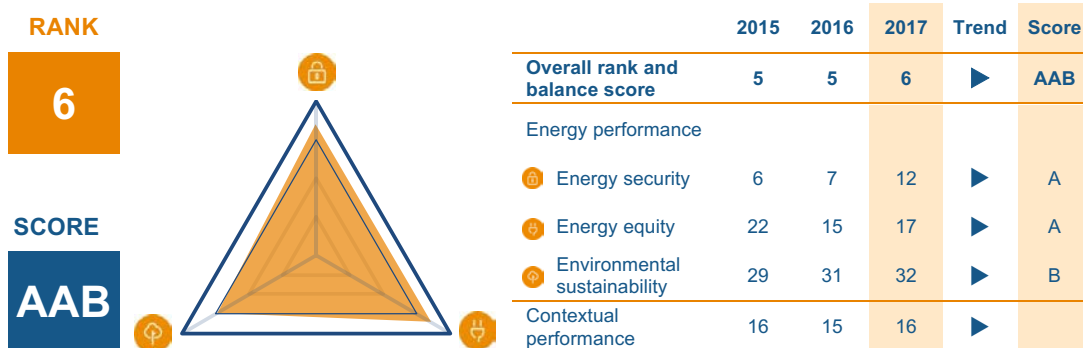 RANK
6
SCORE
AAB
2015 2016 2017 Trend Score
Overall rank and
balance score 5 5 6 AAB
Energy performance
Energy security 6 7 12 A
Energy equity 22 15 17 A
Environmental
sustainability 29 31 32 B
Contextual
performance 16 15 16